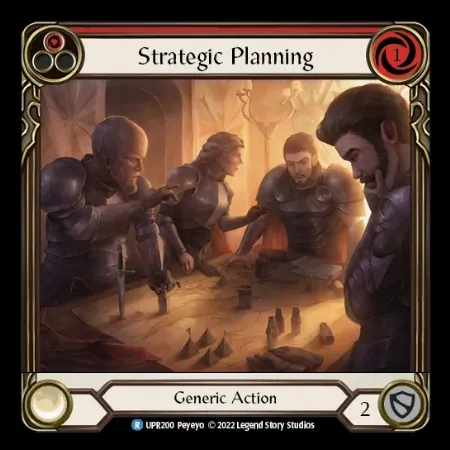 Strategic Planning
1
Generic Action
2
R UPR200 Peyeyo © 2022 Legend Story Studios